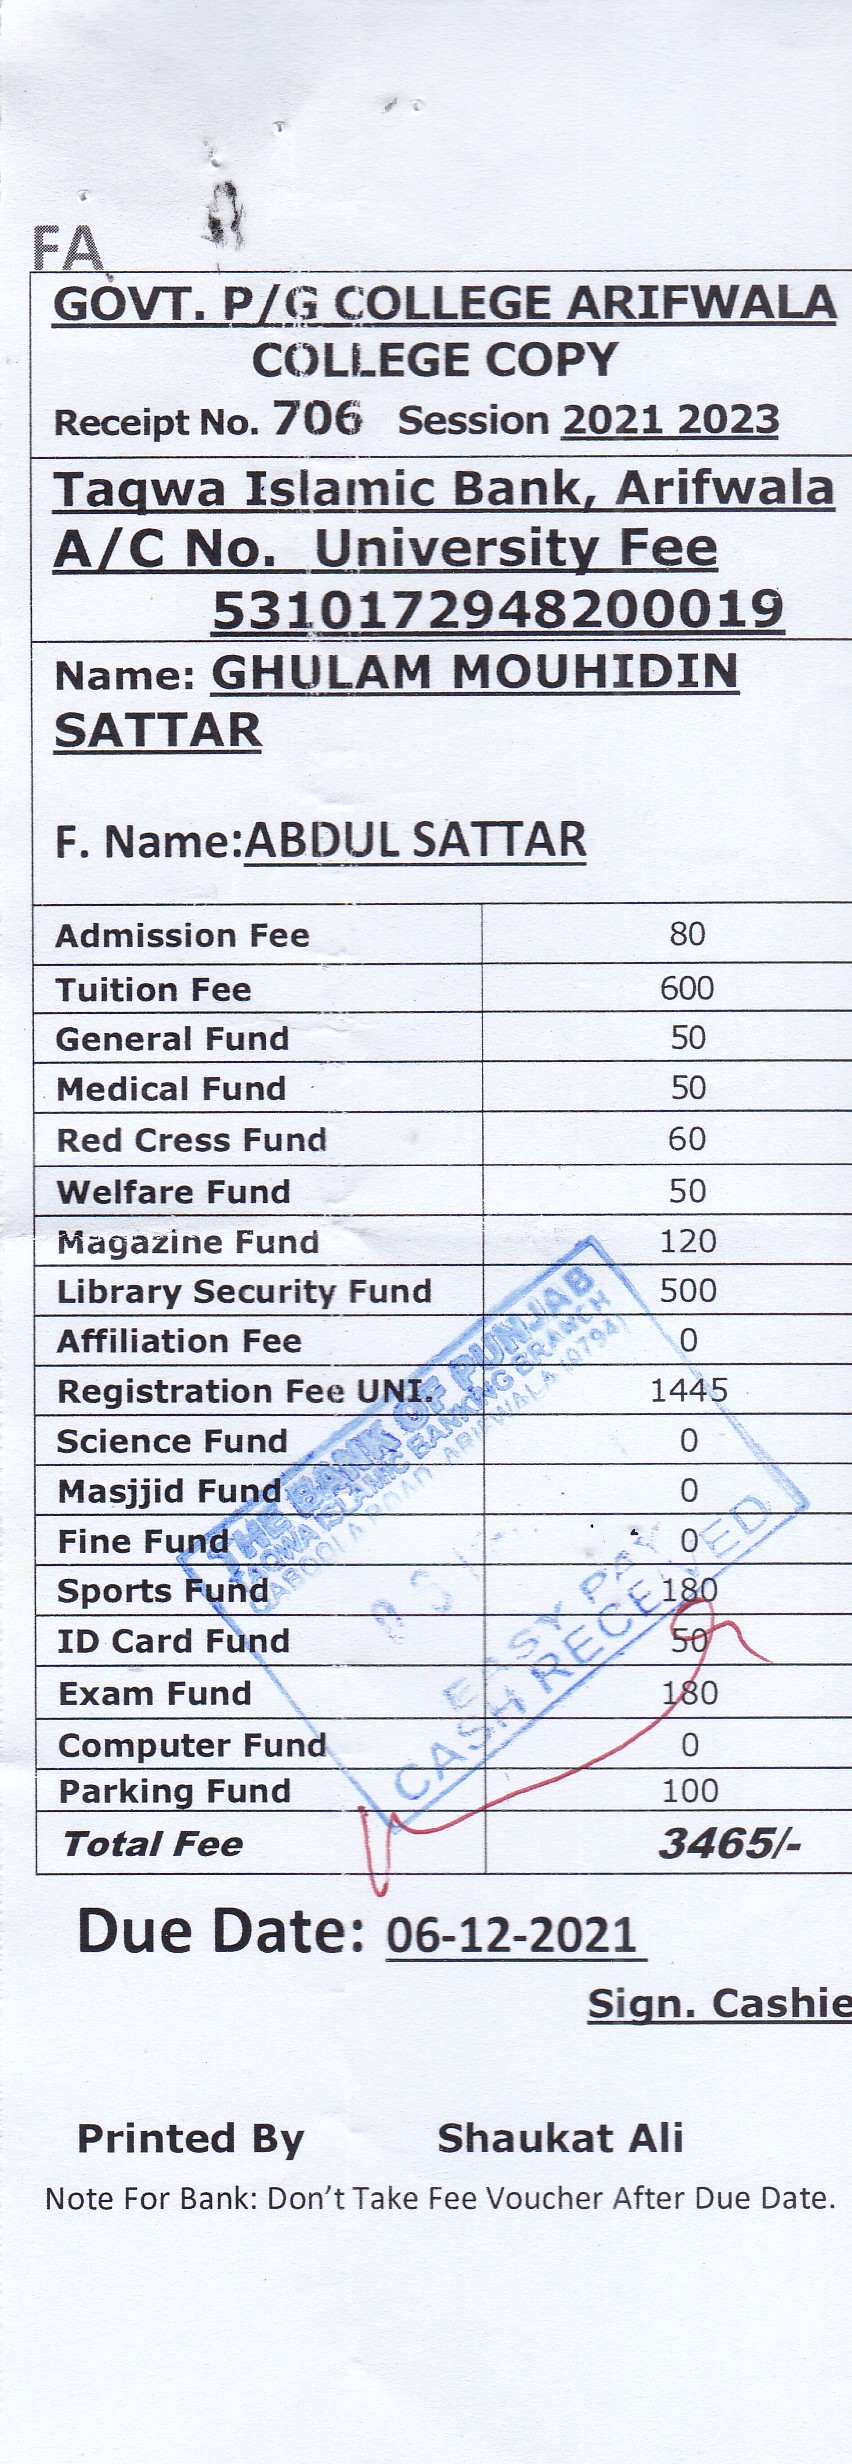 FA
GOVT. P/G COLLEGE ARIFWALA
COLLEGE COPY
Receipt No. 706 Session 2021 2023
Taqwa Islamic Bank, Arifwala
A/C No. University Fee
5310172948200019
Name: GHULAM MOUHIDIN
SATTAR
F. Name:ABDUL SATTAR
Admission Fee 80
Tuition Fee 600
General Fund 50
Medical Fund 50
Red Cress Fund 60
Welfare Fund 50
Magazine Fund 120
Library Security Fund 500
Affiliation Fee 0
Registration Fee UNI. 1445
Science Fund 0
Masjjid Fund 0
Fine Fund 0
Sports Fund 180
ID Card Fund 50
Exam Fund 180
Computer Fund 0
Parking Fund 100
Total Fee 3465/-
THE BANK OF PUNJAB
TAQWA ISLAMIC BANKING BRANCH
ROAD, ARIFWALA (0794)
EASY PAY
CASH RECEIVED
Due Date: 06-12-2021
Sign. Cashie
Printed By Shaukat Ali
Note For Bank: Don't Take Fee Voucher After Due Date.